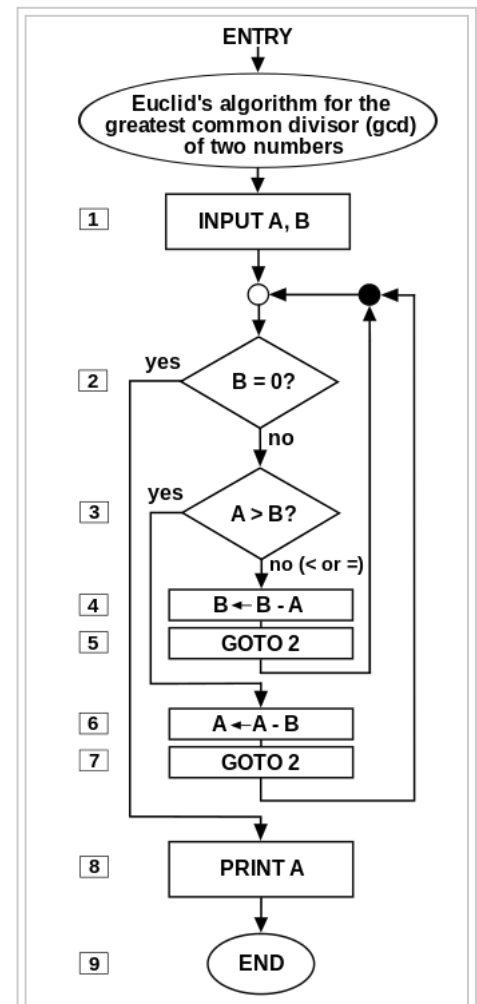 ENTRY
Euclid's algorithm for the
greatest common divisor (gcd)
of two numbers
1
INPUT A, B
yes
2
B = 0?
no
yes
3
A > B?
no (< or =)
4
B ← B - A
5
GOTO 2
6
A ← A - B
7
GOTO 2
8
PRINT A
9
END